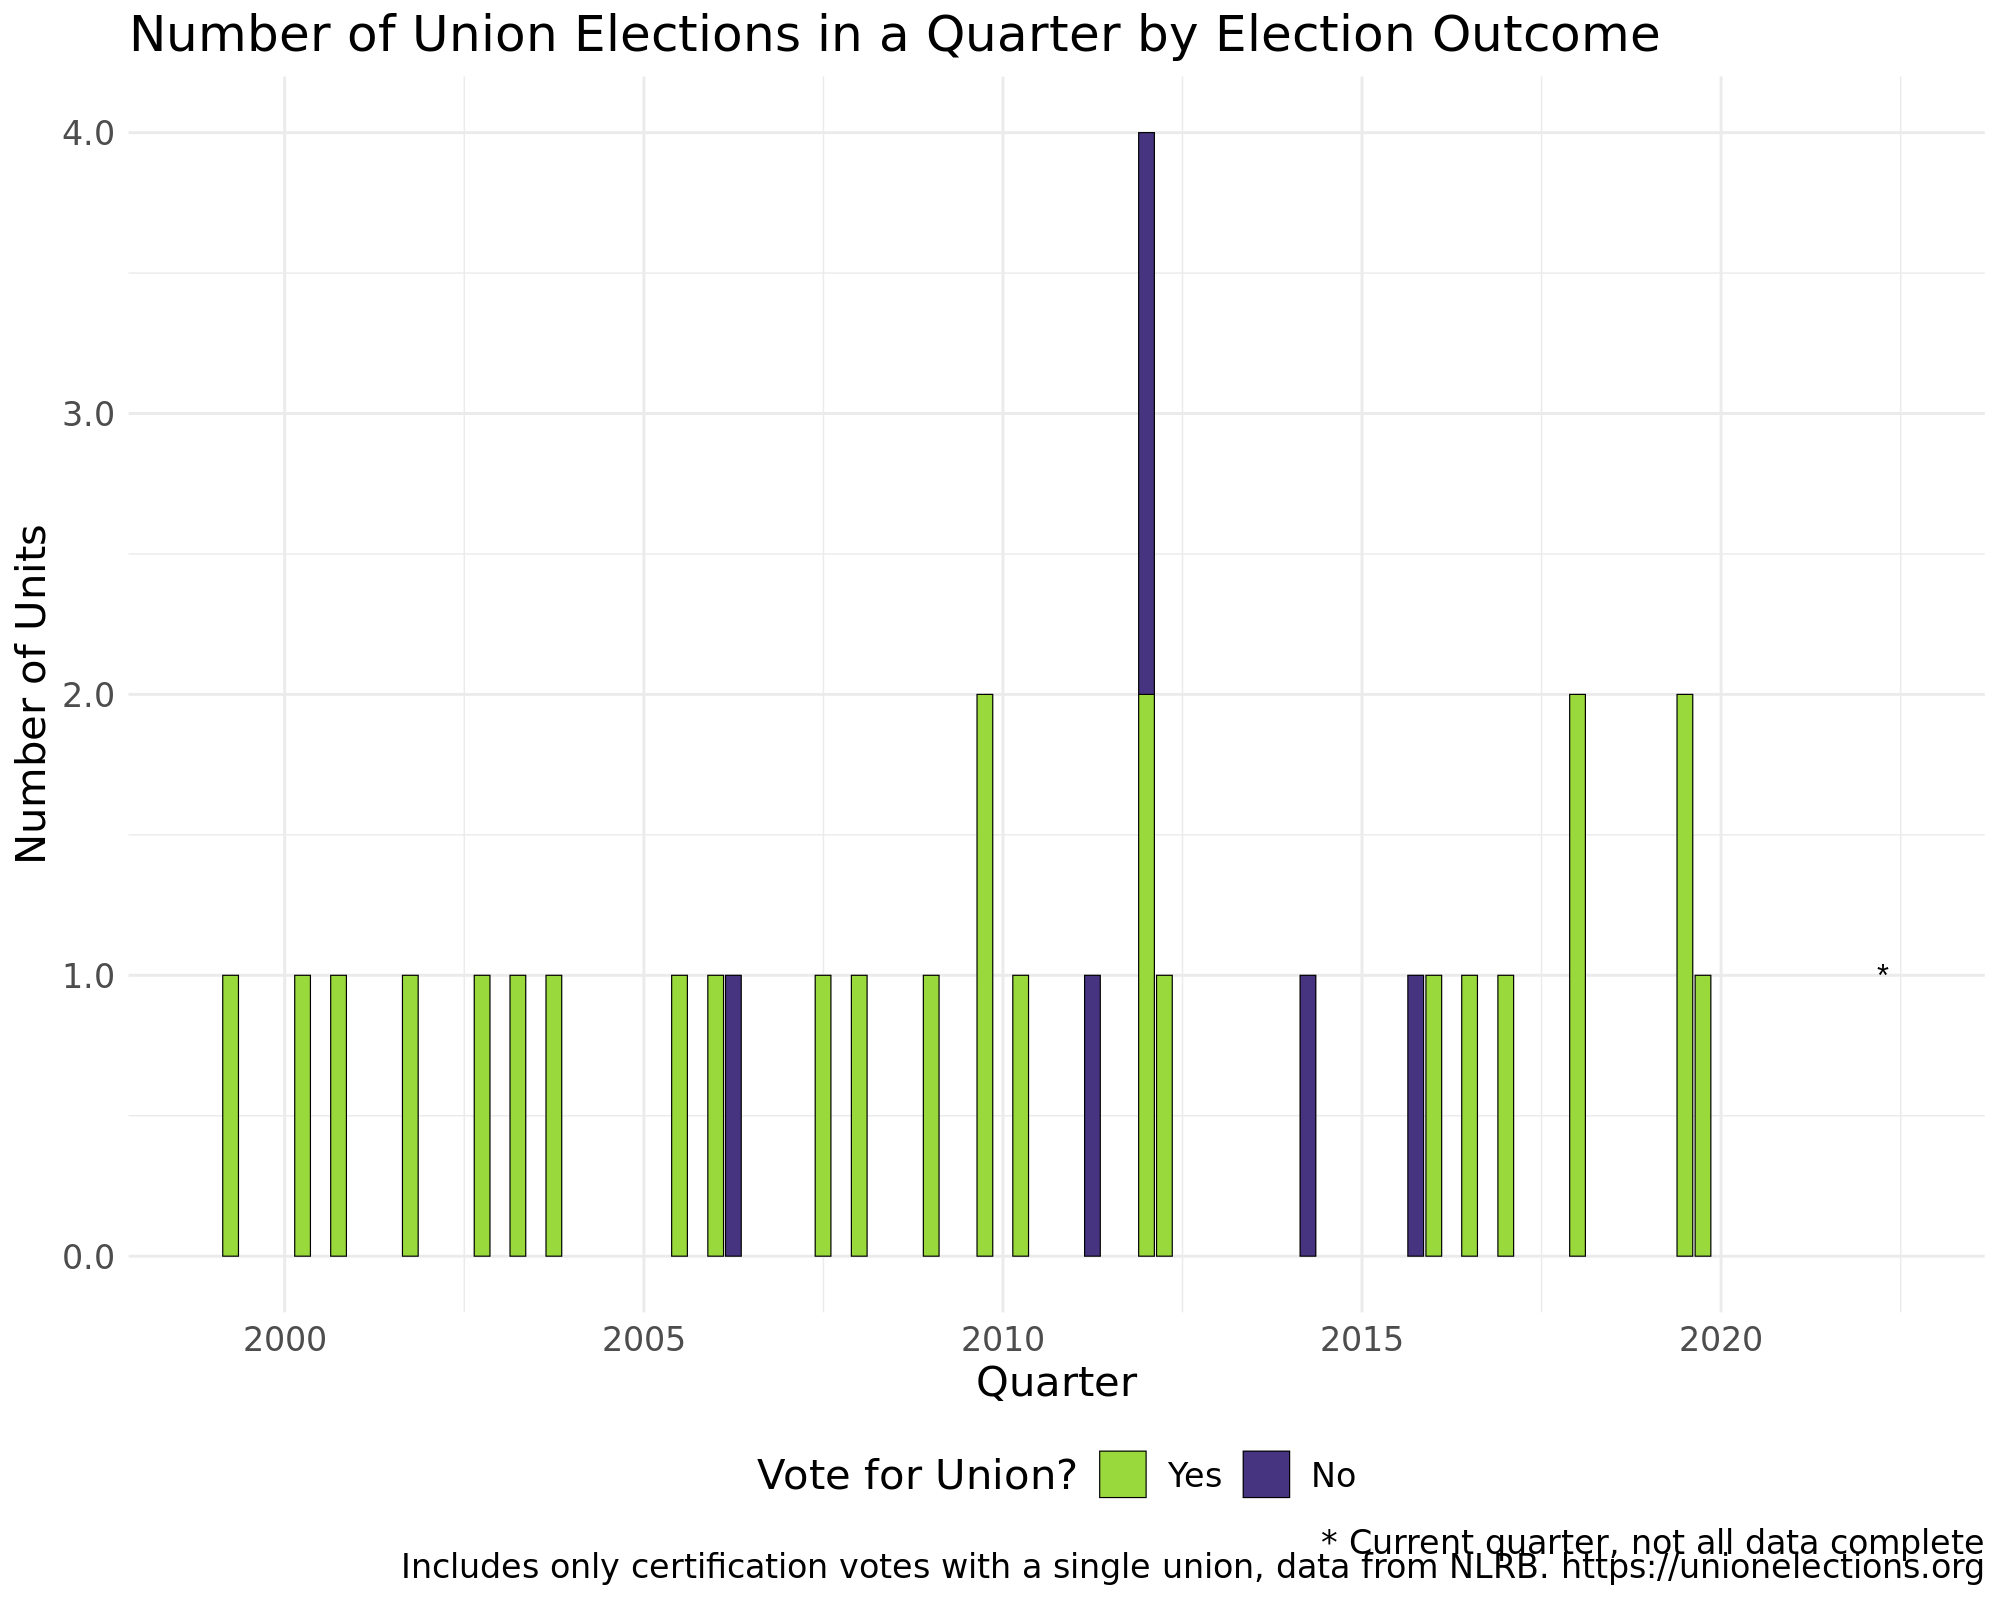 Number of Union Elections in a Quarter by Election Outcome
4.0
3.0
2.0
1.0
0.0
Number of Units
*
2000 2005 2010 2015 2020
Quarter
Vote for Union? Yes No
* Current quarter, not all data complete
Includes only certification votes with a single union, data from NLRB. https://unionelections.org